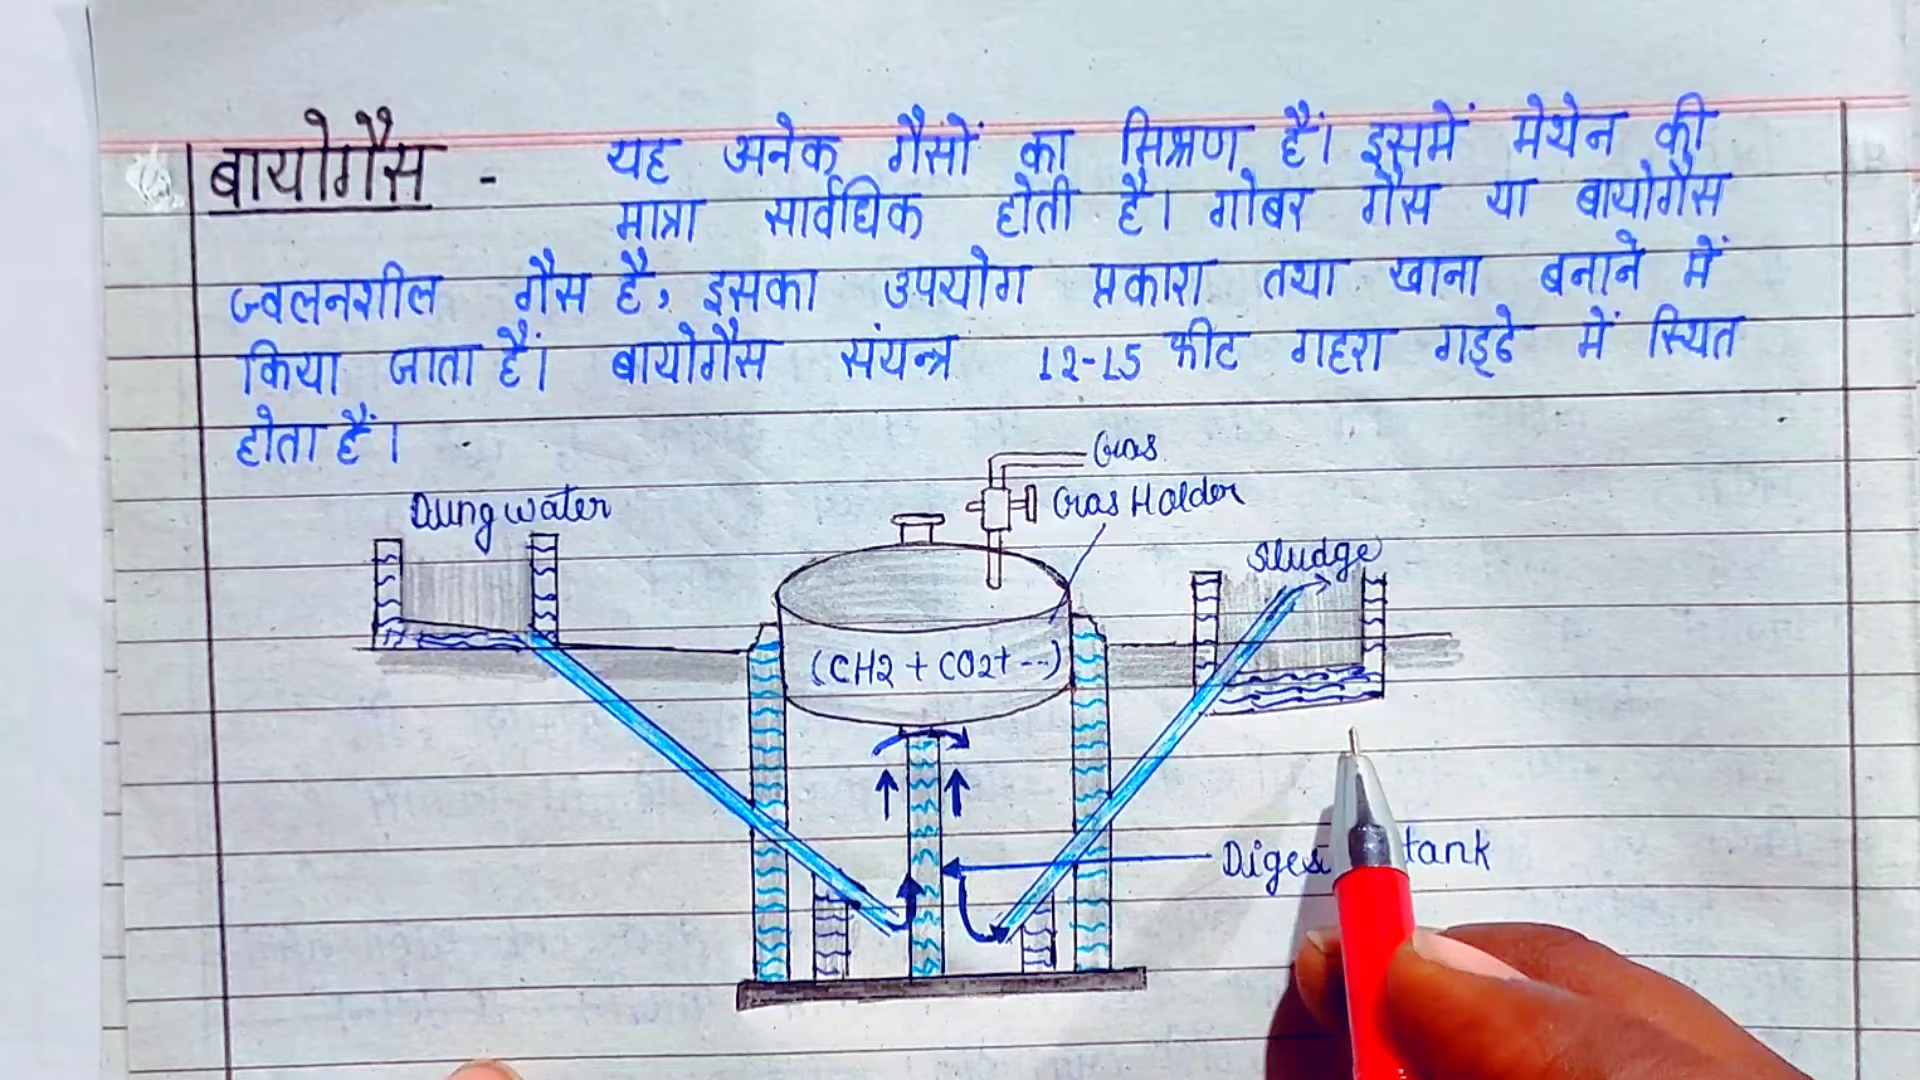 बायोगैस - यह अनेक गैसों का मिश्रण हैं। इसमें मेथेन की
मात्रा सार्वधिक होती है। गोबर गैस या बायोगैस
ज्वलनशील गैस है, इसका उपयोग प्रकाश तथा खाना बनाने में
किया जाता हैं। बायोगैस संयन्त्र 12-15 फीट गहरा गड्ढे में स्थित
होता हैं।
Gas
Dung water
Gas Holder
Sludge
(CH2 + CO2+---)
tank